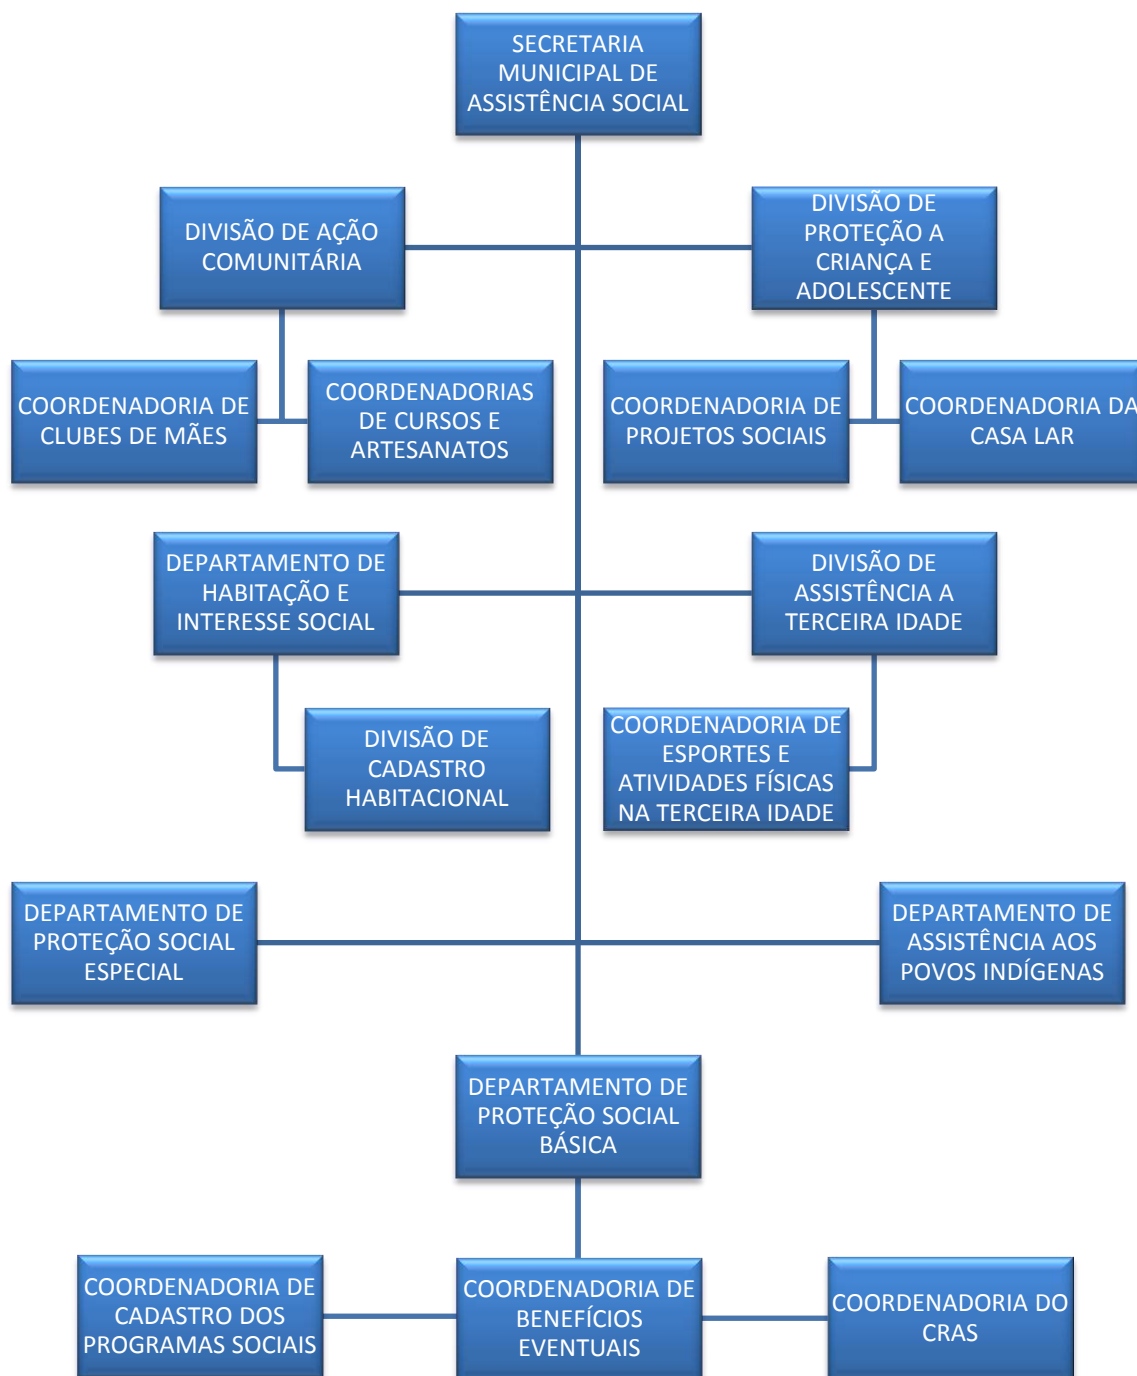 SECRETARIA
MUNICIPAL DE
ASSISTÊNCIA SOCIAL
DIVISÃO DE AÇÃO
COMUNITÁRIA
DIVISÃO DE
PROTEÇÃO A
CRIANÇA E
ADOLESCENTE
COORDENADORIA DE
CLUBES DE MÃES
COORDENADORIAS
DE CURSOS E
ARTESANATOS
COORDENADORIA DE
PROJETOS SOCIAIS
COORDENADORIA DA
CASA LAR
DEPARTAMENTO DE
HABITAÇÃO E
INTERESSE SOCIAL
DIVISÃO DE
ASSISTÊNCIA A
TERCEIRA IDADE
DIVISÃO DE
CADASTRO
HABITACIONAL
COORDENADORIA DE
ESPORTES E
ATIVIDADES FÍSICAS
NA TERCEIRA IDADE
DEPARTAMENTO DE
PROTEÇÃO SOCIAL
ESPECIAL
DEPARTAMENTO DE
ASSISTÊNCIA AOS
POVOS INDÍGENAS
DEPARTAMENTO DE
PROTEÇÃO SOCIAL
BÁSICA
COORDENADORIA DE
CADASTRO DOS
PROGRAMAS SOCIAIS
COORDENADORIA DE
BENEFÍCIOS
EVENTUAIS
COORDENADORIA DO
CRAS